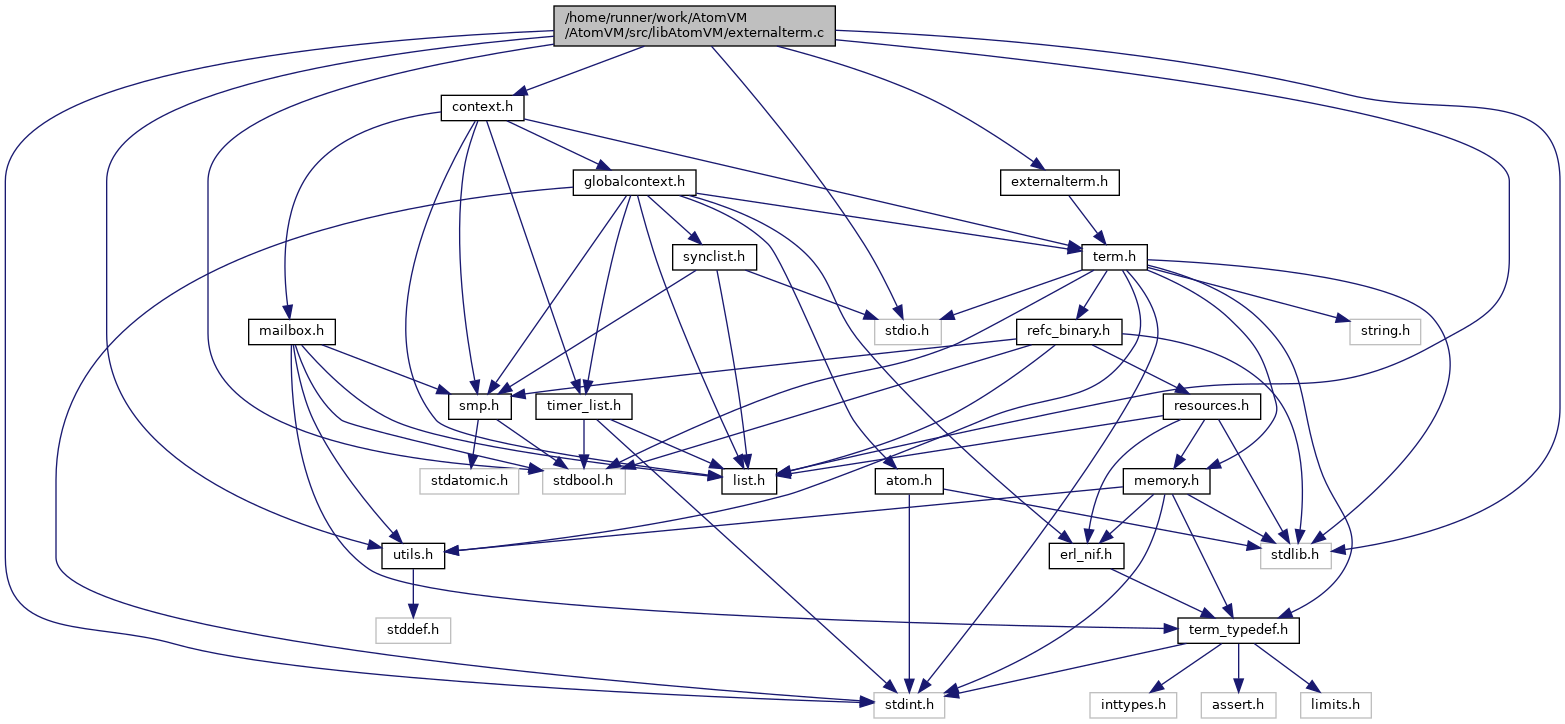 /home/runner/work/AtomVM
/AtomVM/src/libAtomVM/externalterm.c
context.h
globalcontext.h
externalterm.h
synclist.h
term.h
mailbox.h
stdio.h
refc_binary.h
string.h
smp.h
timer_list.h
resources.h
stdatomic.h
stdbool.h
list.h
atom.h
memory.h
utils.h
erl_nif.h
stdlib.h
stddef.h
term_typedef.h
stdint.h
inttypes.h
assert.h
limits.h